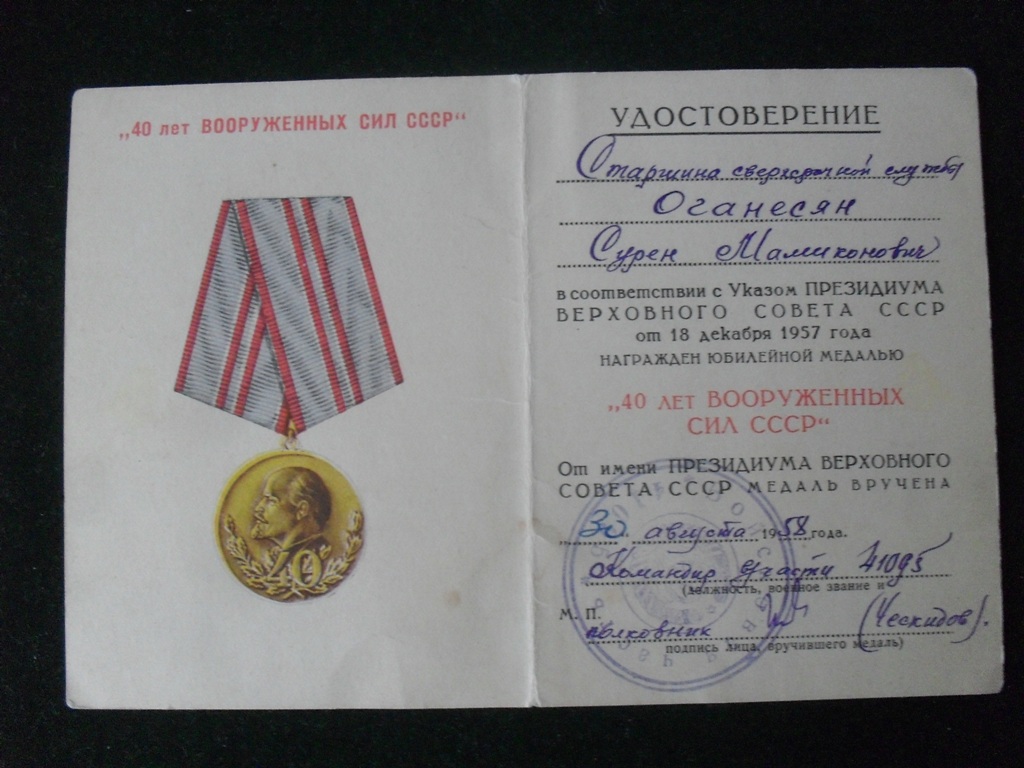 „40 лет ВООРУЖЕННЫХ СИЛ СССР“
40
УДОСТОВЕРЕНИЕ
Старшина сверхсрочной службы
Оганесян
Сурен Мамиконович
в соответствии с Указом ПРЕЗИДИУМА
ВЕРХОВНОГО СОВЕТА СССР
от 18 декабря 1957 года
НАГРАЖДЕН ЮБИЛЕЙНОЙ МЕДАЛЬЮ
„40 ЛЕТ ВООРУЖЕННЫХ
СИЛ СССР“
От имени ПРЕЗИДИУМА ВЕРХОВНОГО
СОВЕТА СССР МЕДАЛЬ ВРУЧЕНА
30 августа 1958 года.
Командир в/части 41095
(должность, военное звание и
М. П.
полковник (Ческидов).
подпись лица, вручившего медаль)